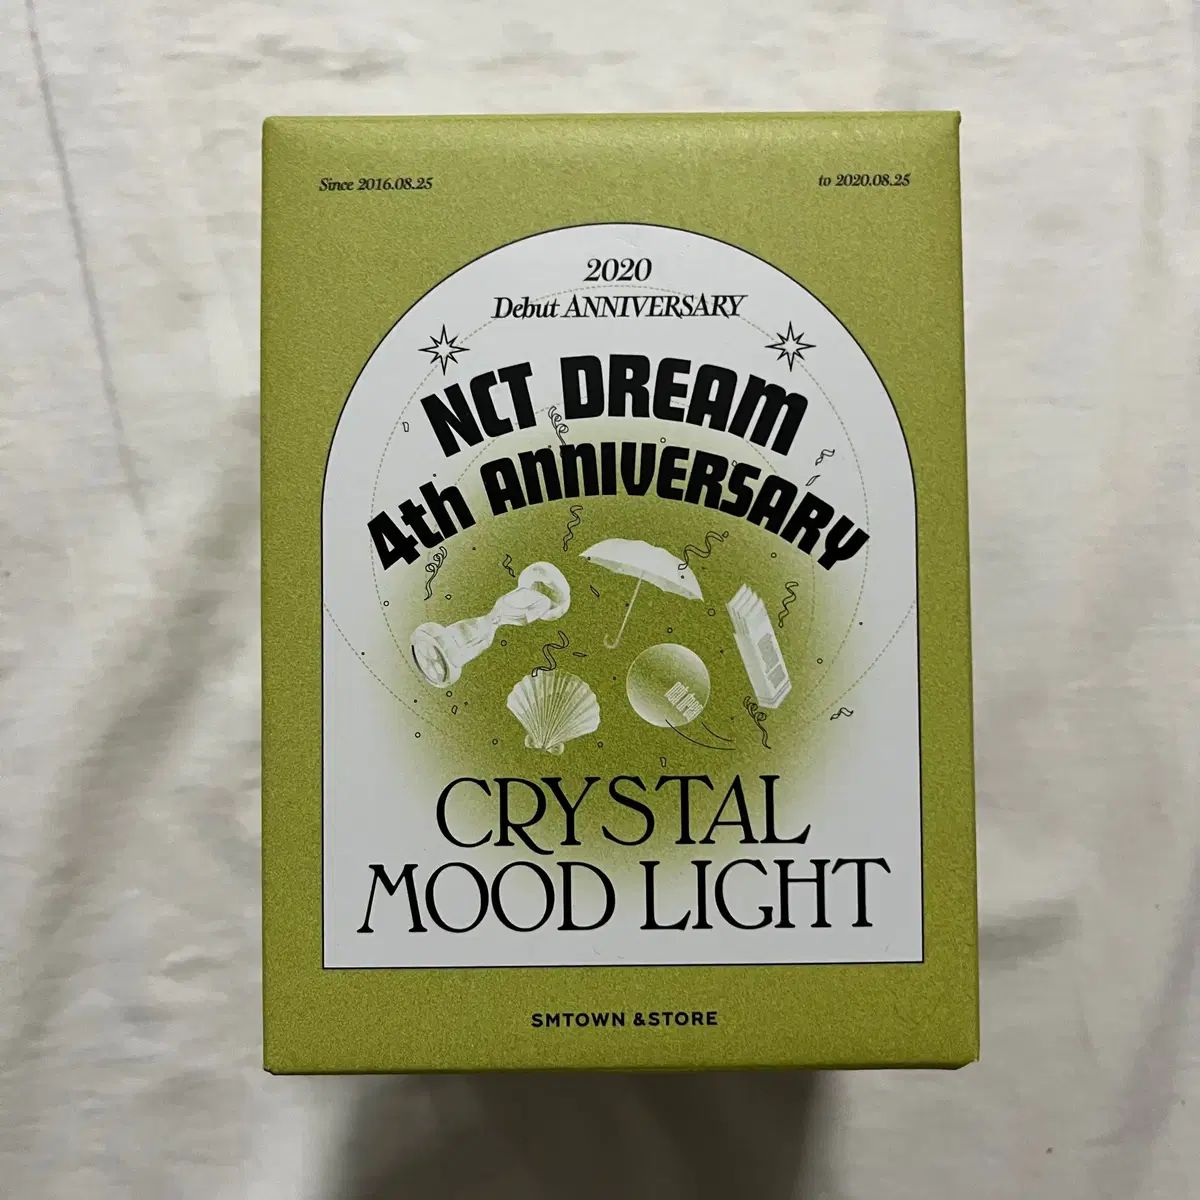 Since 2016.08.25
to 2020.08.25
2020
Debut ANNIVERSARY
NCT DREAM
4th ANNIVERSARY
CRYSTAL
MOOD LIGHT
SMTOWN &STORE